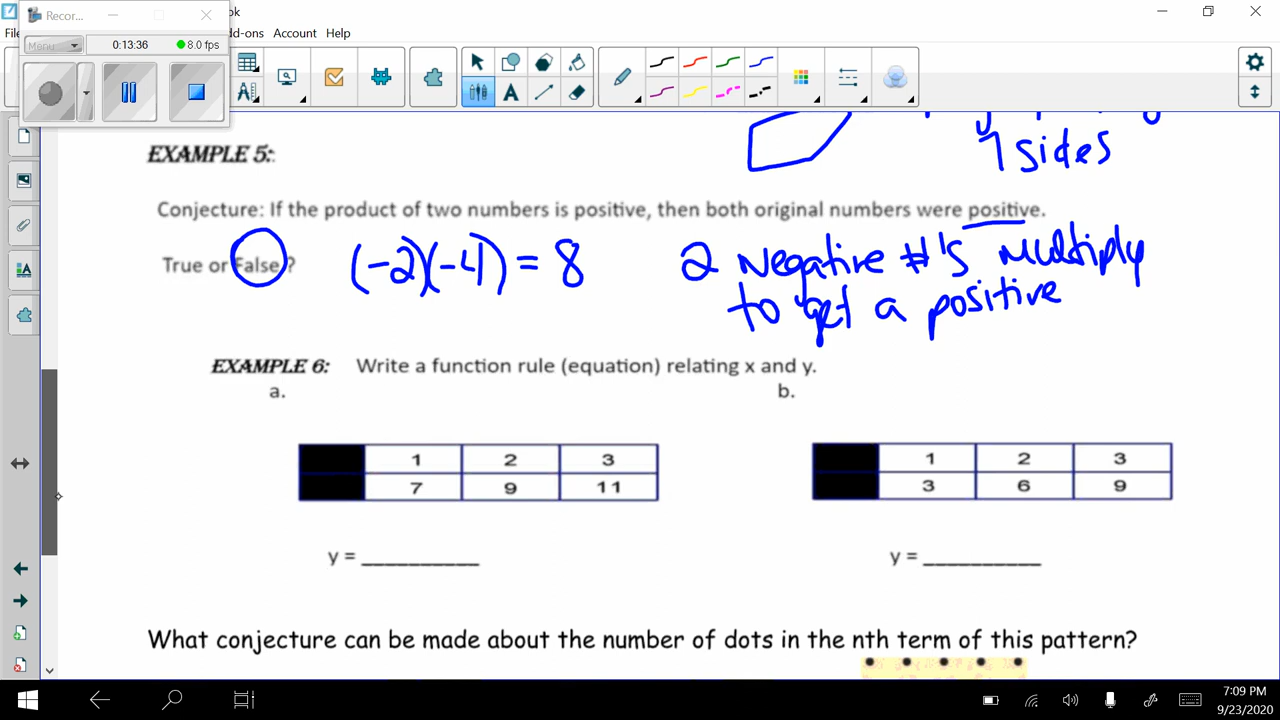 Recor...
ok
Menu
0:13:36
8.0 fps
dd-ons Account Help
7 sides
EXAMPLE 5:
Conjecture: If the product of two numbers is positive, then both original numbers were positive.
True or False?
(-2)(-4) = 8
2 Negative #'s multiply
to get a positive
EXAMPLE 6: Write a function rule (equation) relating x and y.
a. b.
1 2 3
7 9 11
1 2 3
3 6 9
y = __________
y = __________
What conjecture can be made about the number of dots in the nth term of this pattern?
7:09 PM
9/23/2020